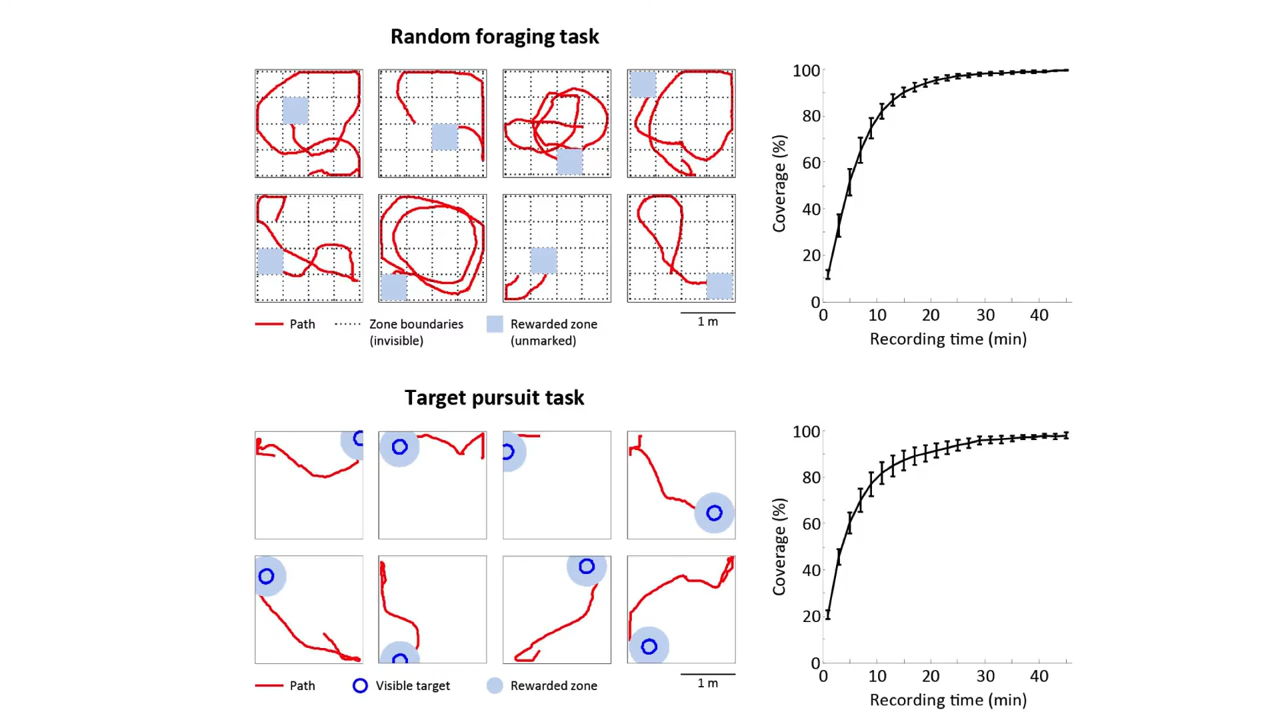 Random foraging task
Path
Zone boundaries
(invisible)
Rewarded zone
(unmarked)
1 m
100
80
60
40
20
0
Coverage (%)
0 10 20 30 40
Recording time (min)
Target pursuit task
Path
Visible target
Rewarded zone
1 m
100
80
60
40
20
0
Coverage (%)
0 10 20 30 40
Recording time (min)